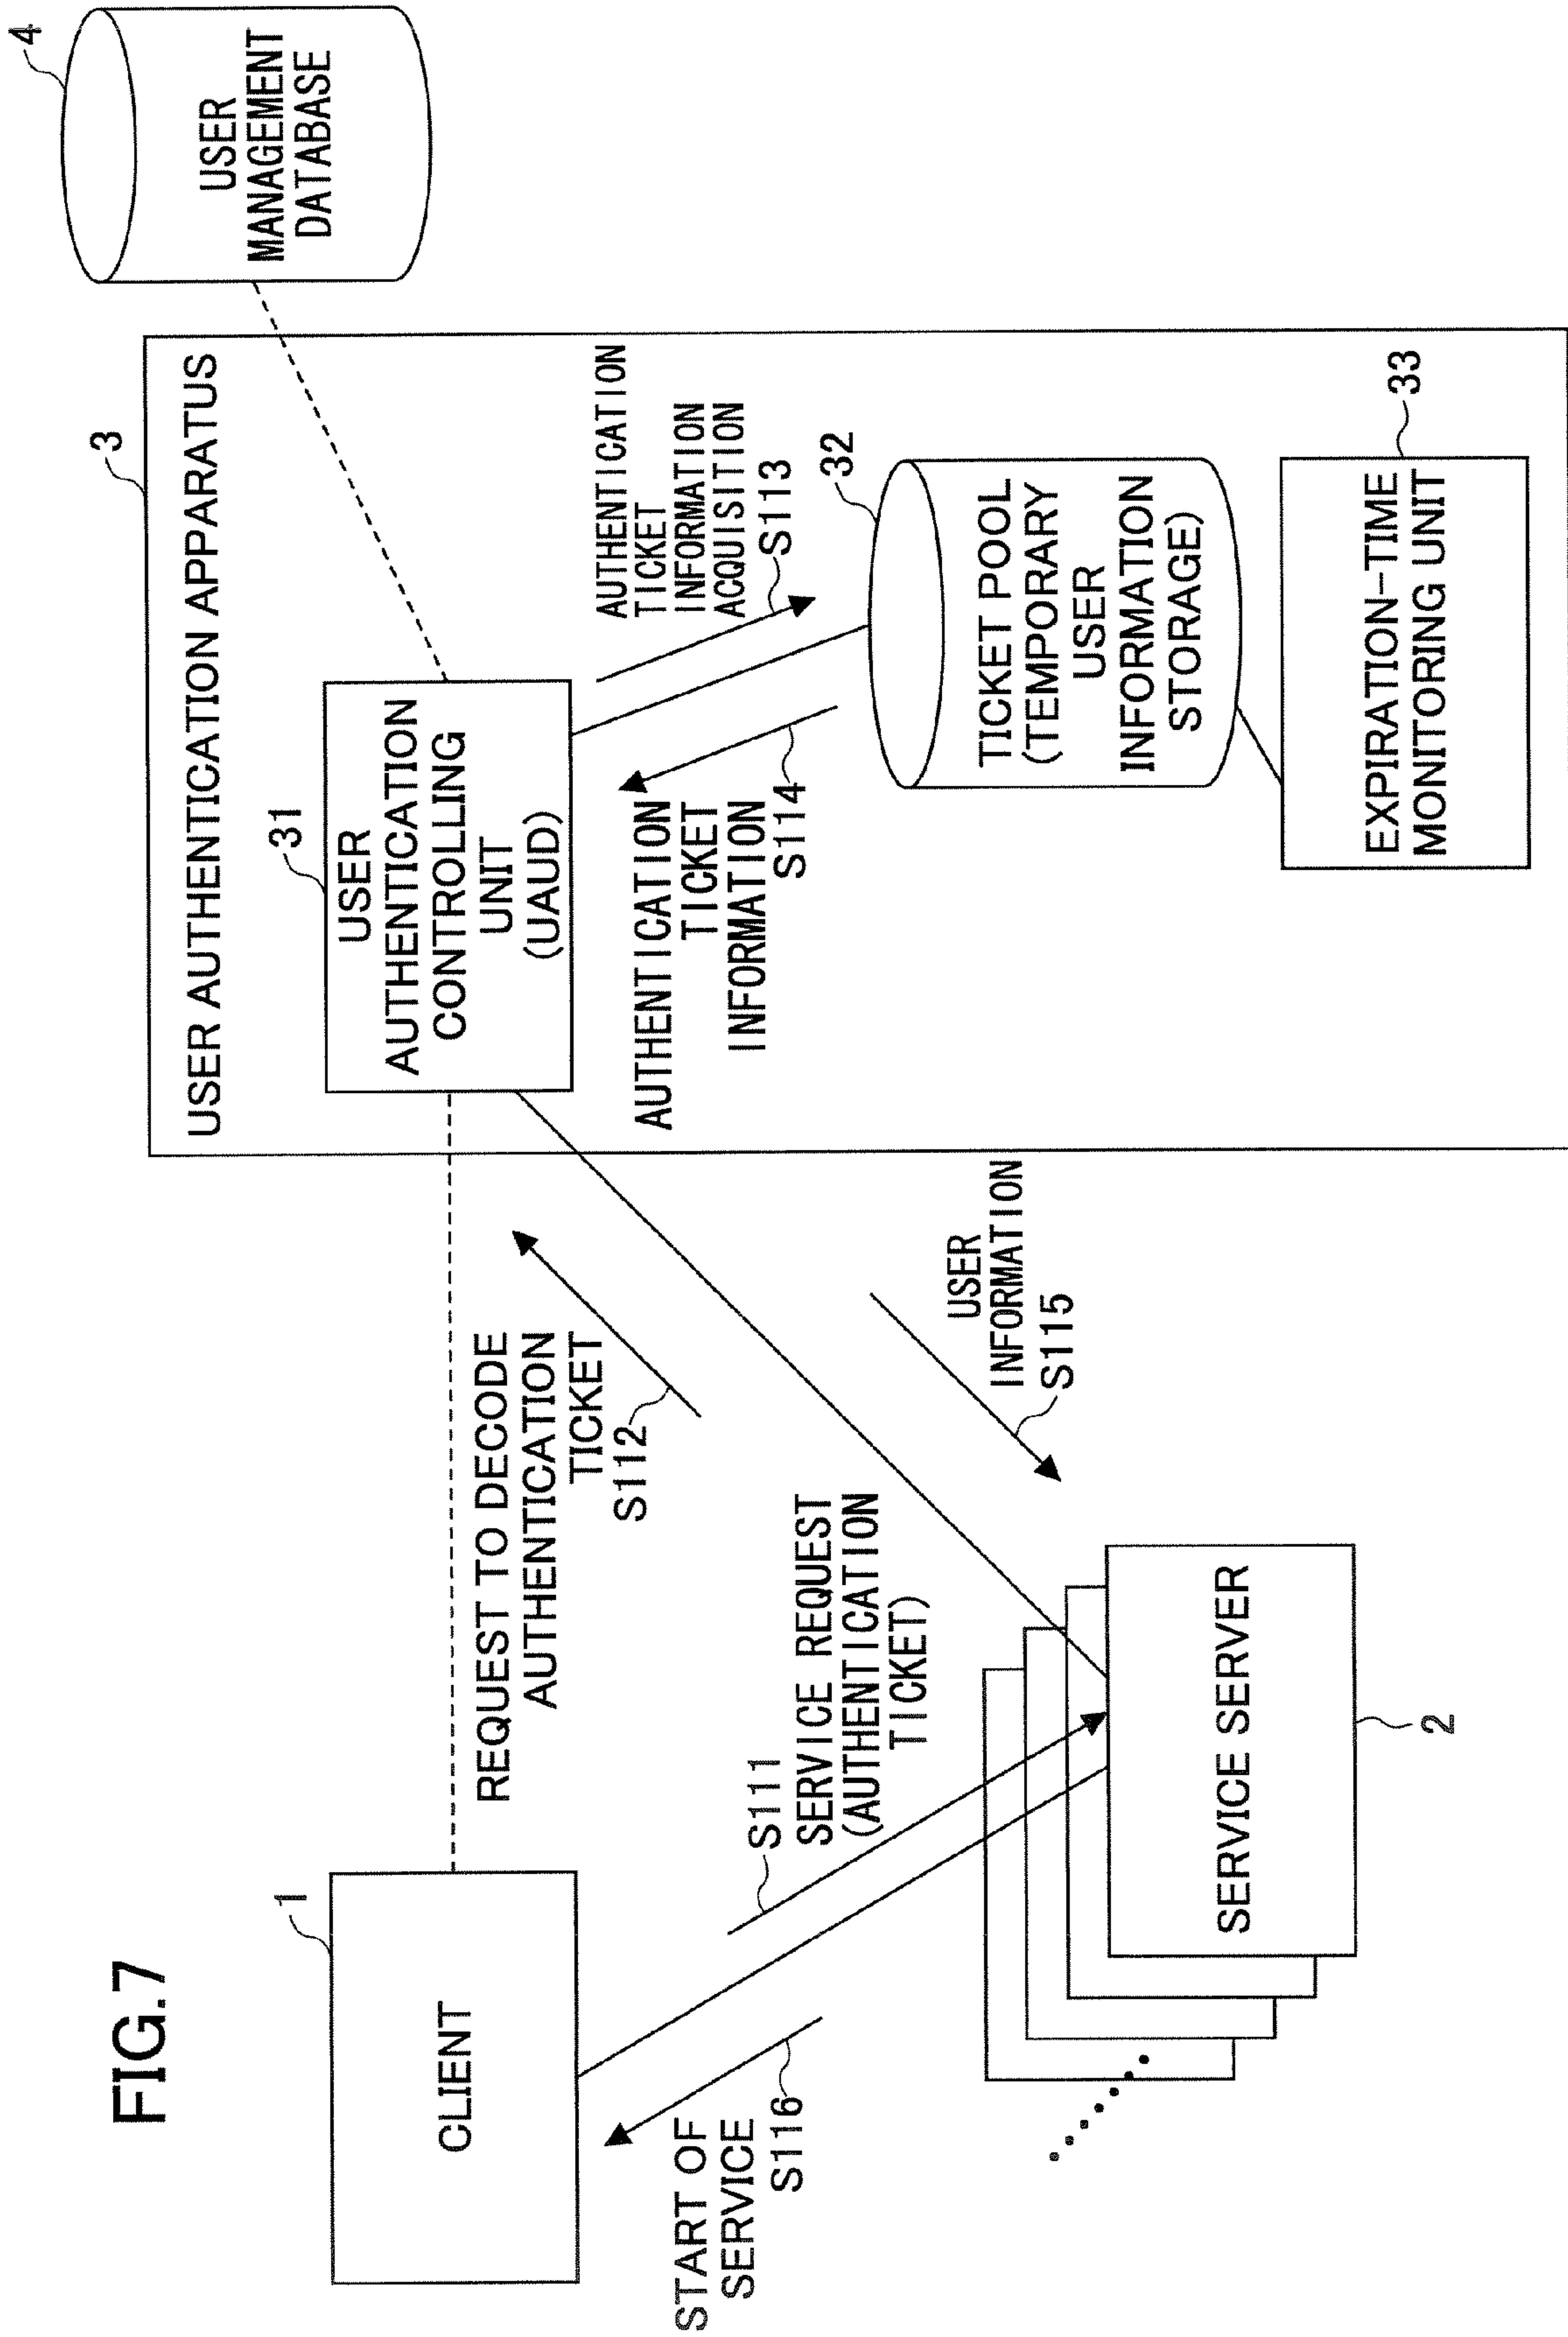 FIG.7
1
CLIENT
START OF
SERVICE
S116
S111
SERVICE REQUEST
(AUTHENTICATION
TICKET)
SERVICE SERVER
2
REQUEST TO DECODE
AUTHENTICATION
TICKET
S112
USER
INFORMATION
S115
3
USER AUTHENTICATION APPARATUS
31
USER
AUTHENTICATION
CONTROLLING
UNIT
(UAUD)
AUTHENTICATION
TICKET
INFORMATION
S114
AUTHENTICATION
TICKET
INFORMATION
ACQUISITION
S113
32
TICKET POOL
(TEMPORARY
USER
INFORMATION
STORAGE)
33
EXPIRATION-TIME
MONITORING UNIT
4
USER
MANAGEMENT
DATABASE